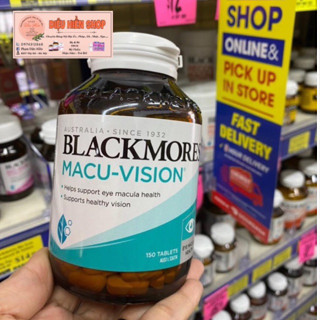 DIỆU HIỀN SHOP
SHOP
ONLINE &
PICK UP
IN STORE
FAST
DELIVERY
AUSTRALIA • SINCE 1932
BLACKMORES
MACU-VISION®
• Helps support eye macula health
• Supports healthy vision
150 TABLETS